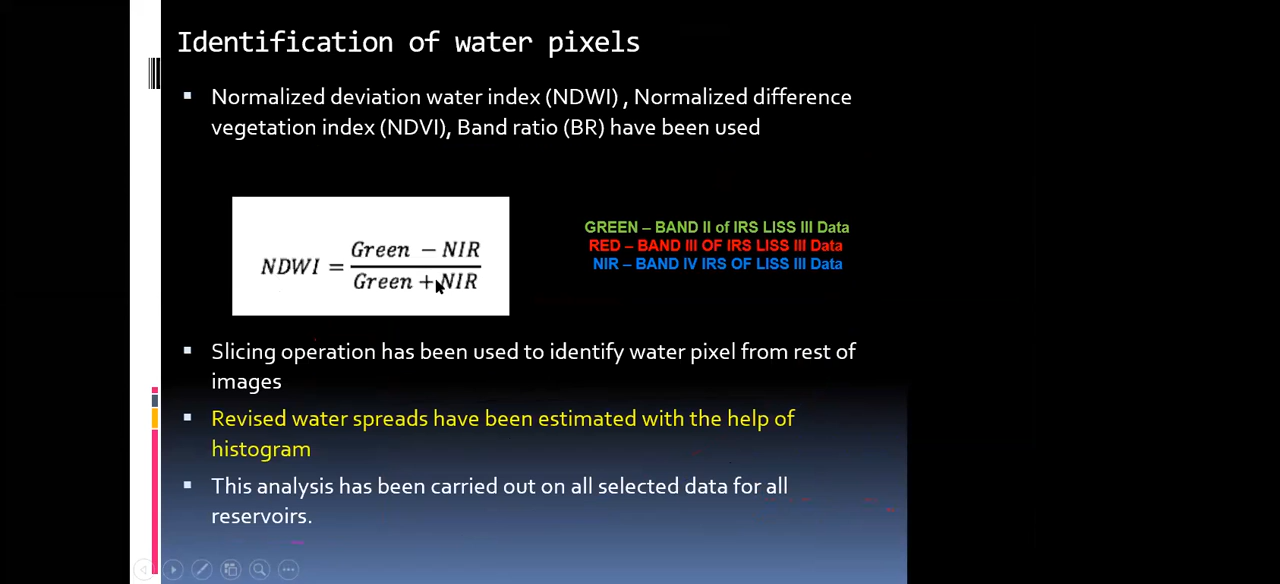 Identification of water pixels
▪ Normalized deviation water index (NDWI) , Normalized difference
vegetation index (NDVI), Band ratio (BR) have been used
NDWI = (Green − NIR) / (Green + NIR)
GREEN – BAND II of IRS LISS III Data
RED – BAND III OF IRS LISS III Data
NIR – BAND IV IRS OF LISS III Data
▪ Slicing operation has been used to identify water pixel from rest of
images
▪ Revised water spreads have been estimated with the help of
histogram
▪ This analysis has been carried out on all selected data for all
reservoirs.